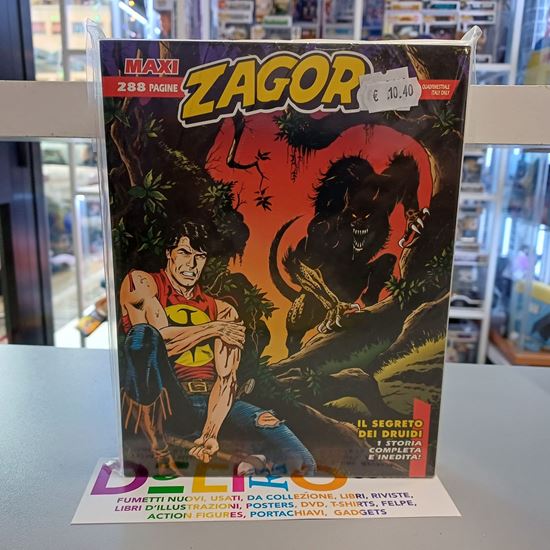 MAXI
288 PAGINE
ZAGOR
€ 10.40
QUADRIMESTRALE
ITALY ONLY
IL SEGRETO
DEI DRUIDI
1 STORIA
COMPLETA
E INEDITA!
FUMETTI NUOVI, USATI, DA COLLEZIONE, LIBRI, RIVISTE,
LIBRI D'ILLUSTRAZIONI, POSTERS, DVD, T-SHIRTS, FELPE,
ACTION FIGURES, PORTACHIAVI, GADGETS